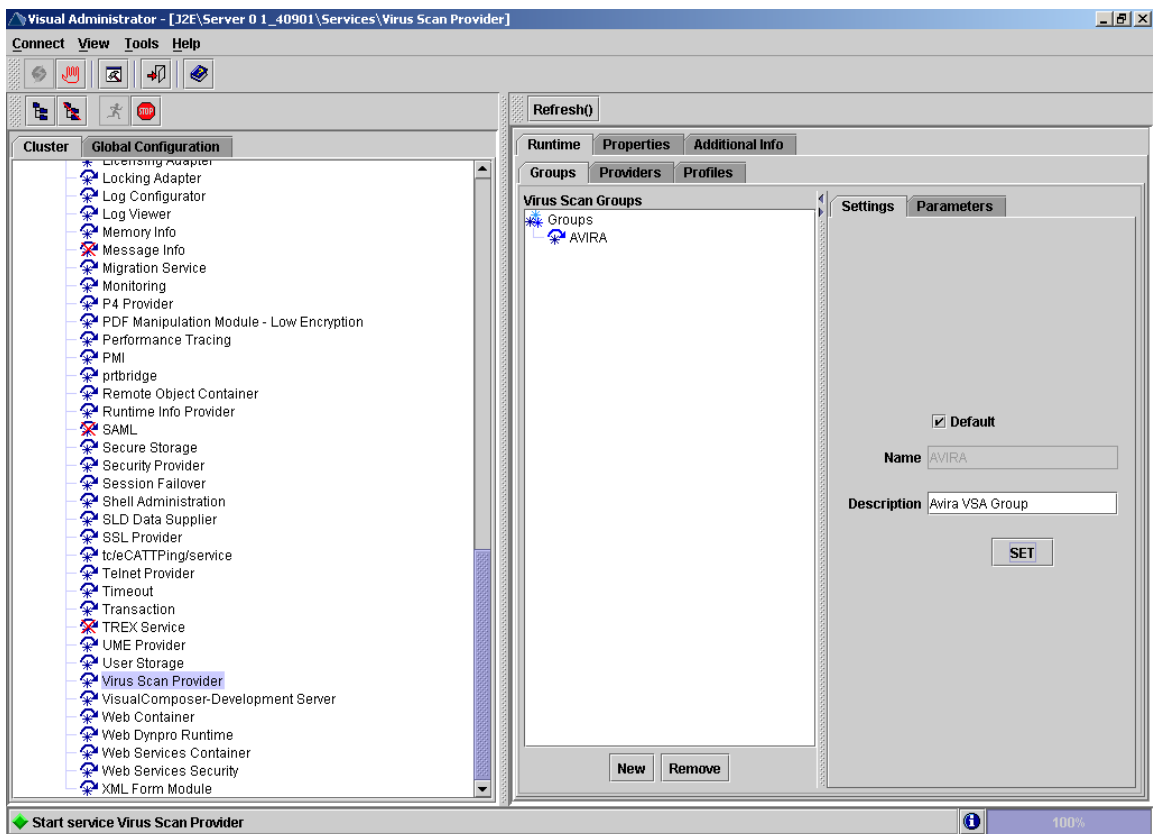 Visual Administrator - [J2E\Server 0 1_40901\Services\Virus Scan Provider]
Connect View Tools Help
STOP
Cluster Global Configuration
Licensing Adapter
Locking Adapter
Log Configurator
Log Viewer
Memory Info
Message Info
Migration Service
Monitoring
P4 Provider
PDF Manipulation Module - Low Encryption
Performance Tracing
PMI
prtbridge
Remote Object Container
Runtime Info Provider
SAML
Secure Storage
Security Provider
Session Failover
Shell Administration
SLD Data Supplier
SSL Provider
tc/eCATTPing/service
Telnet Provider
Timeout
Transaction
TREX Service
UME Provider
User Storage
Virus Scan Provider
VisualComposer-Development Server
Web Container
Web Dynpro Runtime
Web Services Container
Web Services Security
XML Form Module
Refresh()
Runtime Properties Additional Info
Groups Providers Profiles
Virus Scan Groups
Groups
AVIRA
New Remove
Settings Parameters
Default
Name AVIRA
Description Avira VSA Group
SET
Start service Virus Scan Provider
100%